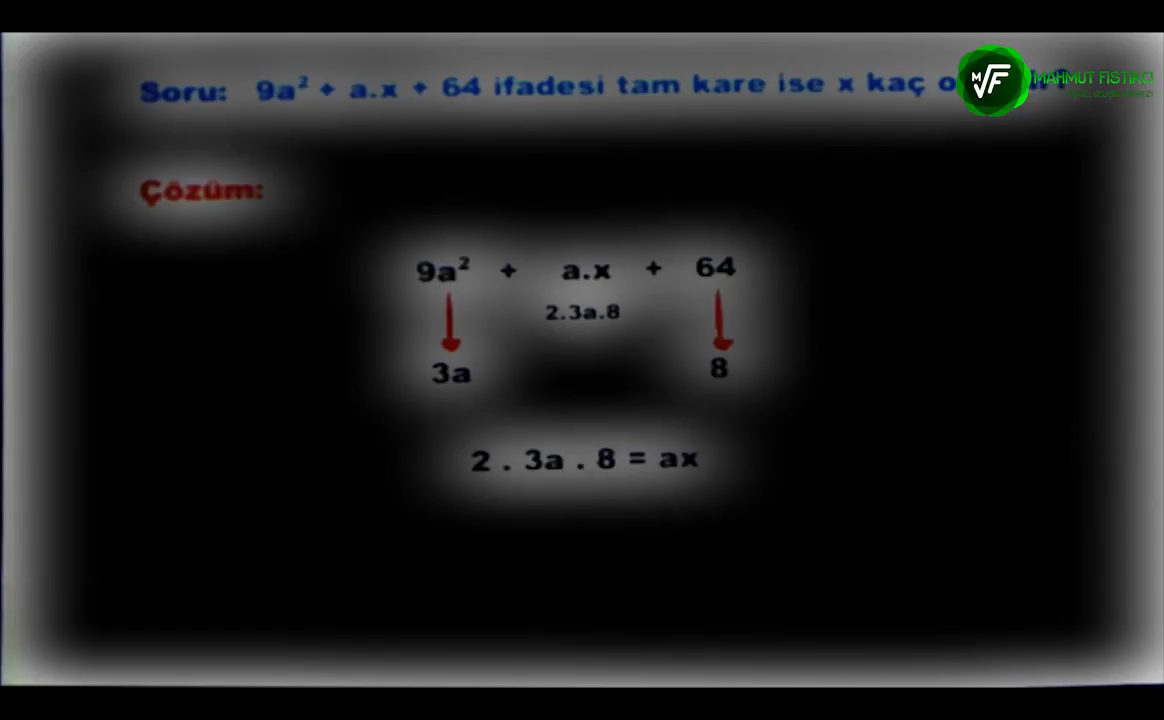 Soru: 9a² + a.x + 64 ifadesi tam kare ise x kaç
MAHMUT FISTIKÇI
Çözüm:
9a² + a.x + 64
2.3a.8
3a 8
2 . 3a . 8 = ax